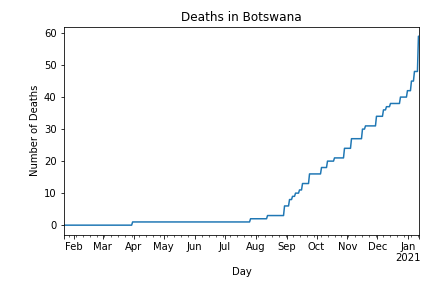 Deaths in Botswana
Number of Deaths
60
50
40
30
20
10
0
Feb Mar Apr May Jun Jul Aug Sep Oct Nov Dec Jan
2021
Day